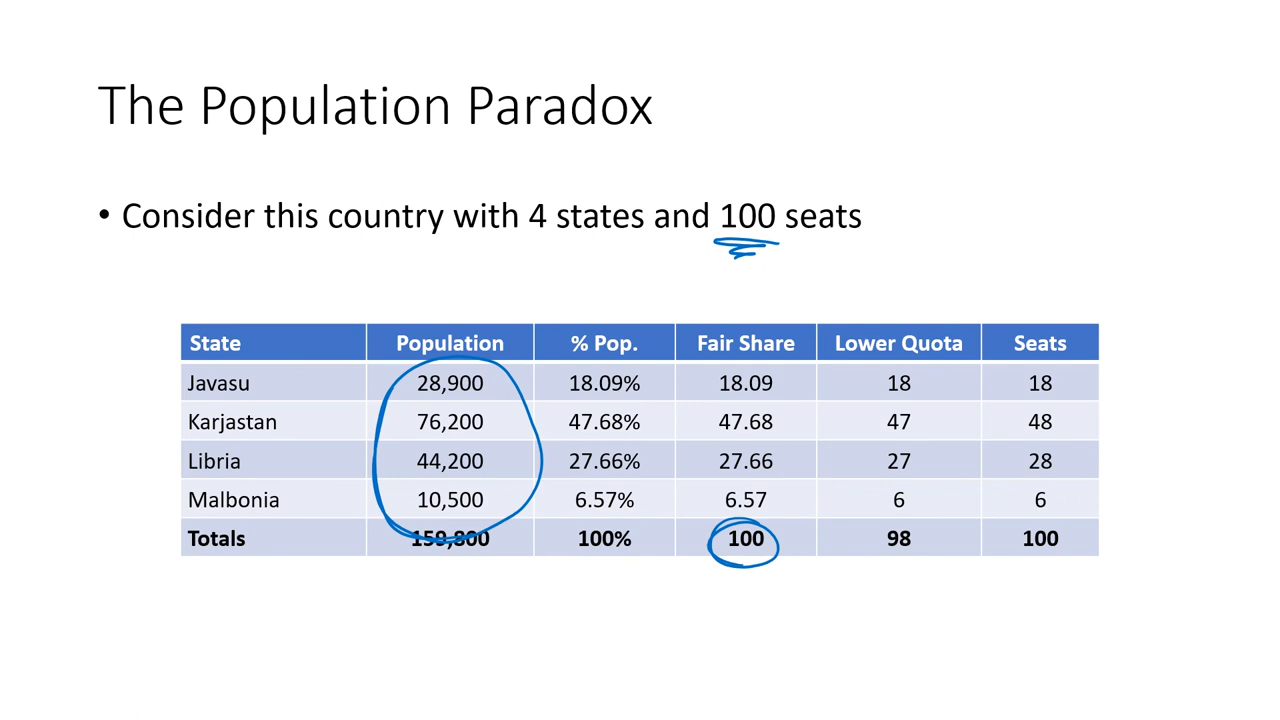 The Population Paradox
• Consider this country with 4 states and 100 seats
State Population % Pop. Fair Share Lower Quota Seats
Javasu 28,900 18.09% 18.09 18 18
Karjastan 76,200 47.68% 47.68 47 48
Libria 44,200 27.66% 27.66 27 28
Malbonia 10,500 6.57% 6.57 6 6
Totals 159,800 100% 100 98 100